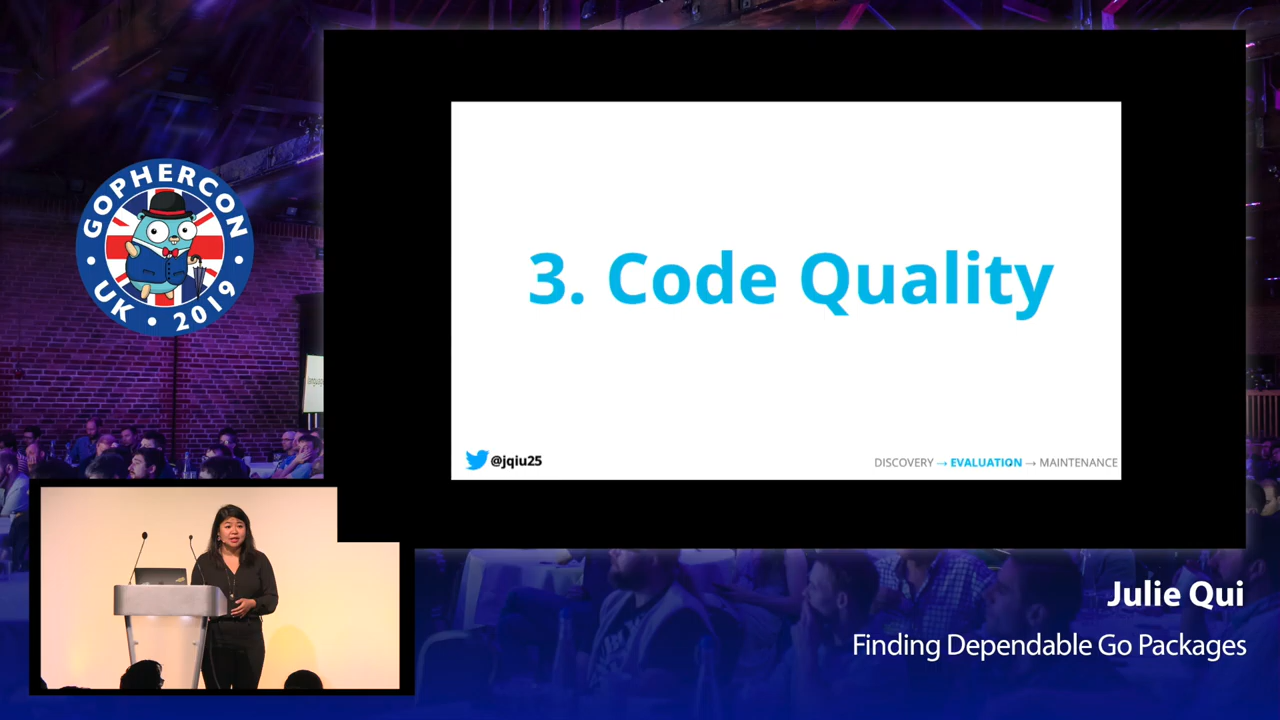 GOPHERCON
UK • 2019
3. Code Quality
@jqiu25
DISCOVERY → EVALUATION → MAINTENANCE
Julie Qui
Finding Dependable Go Packages